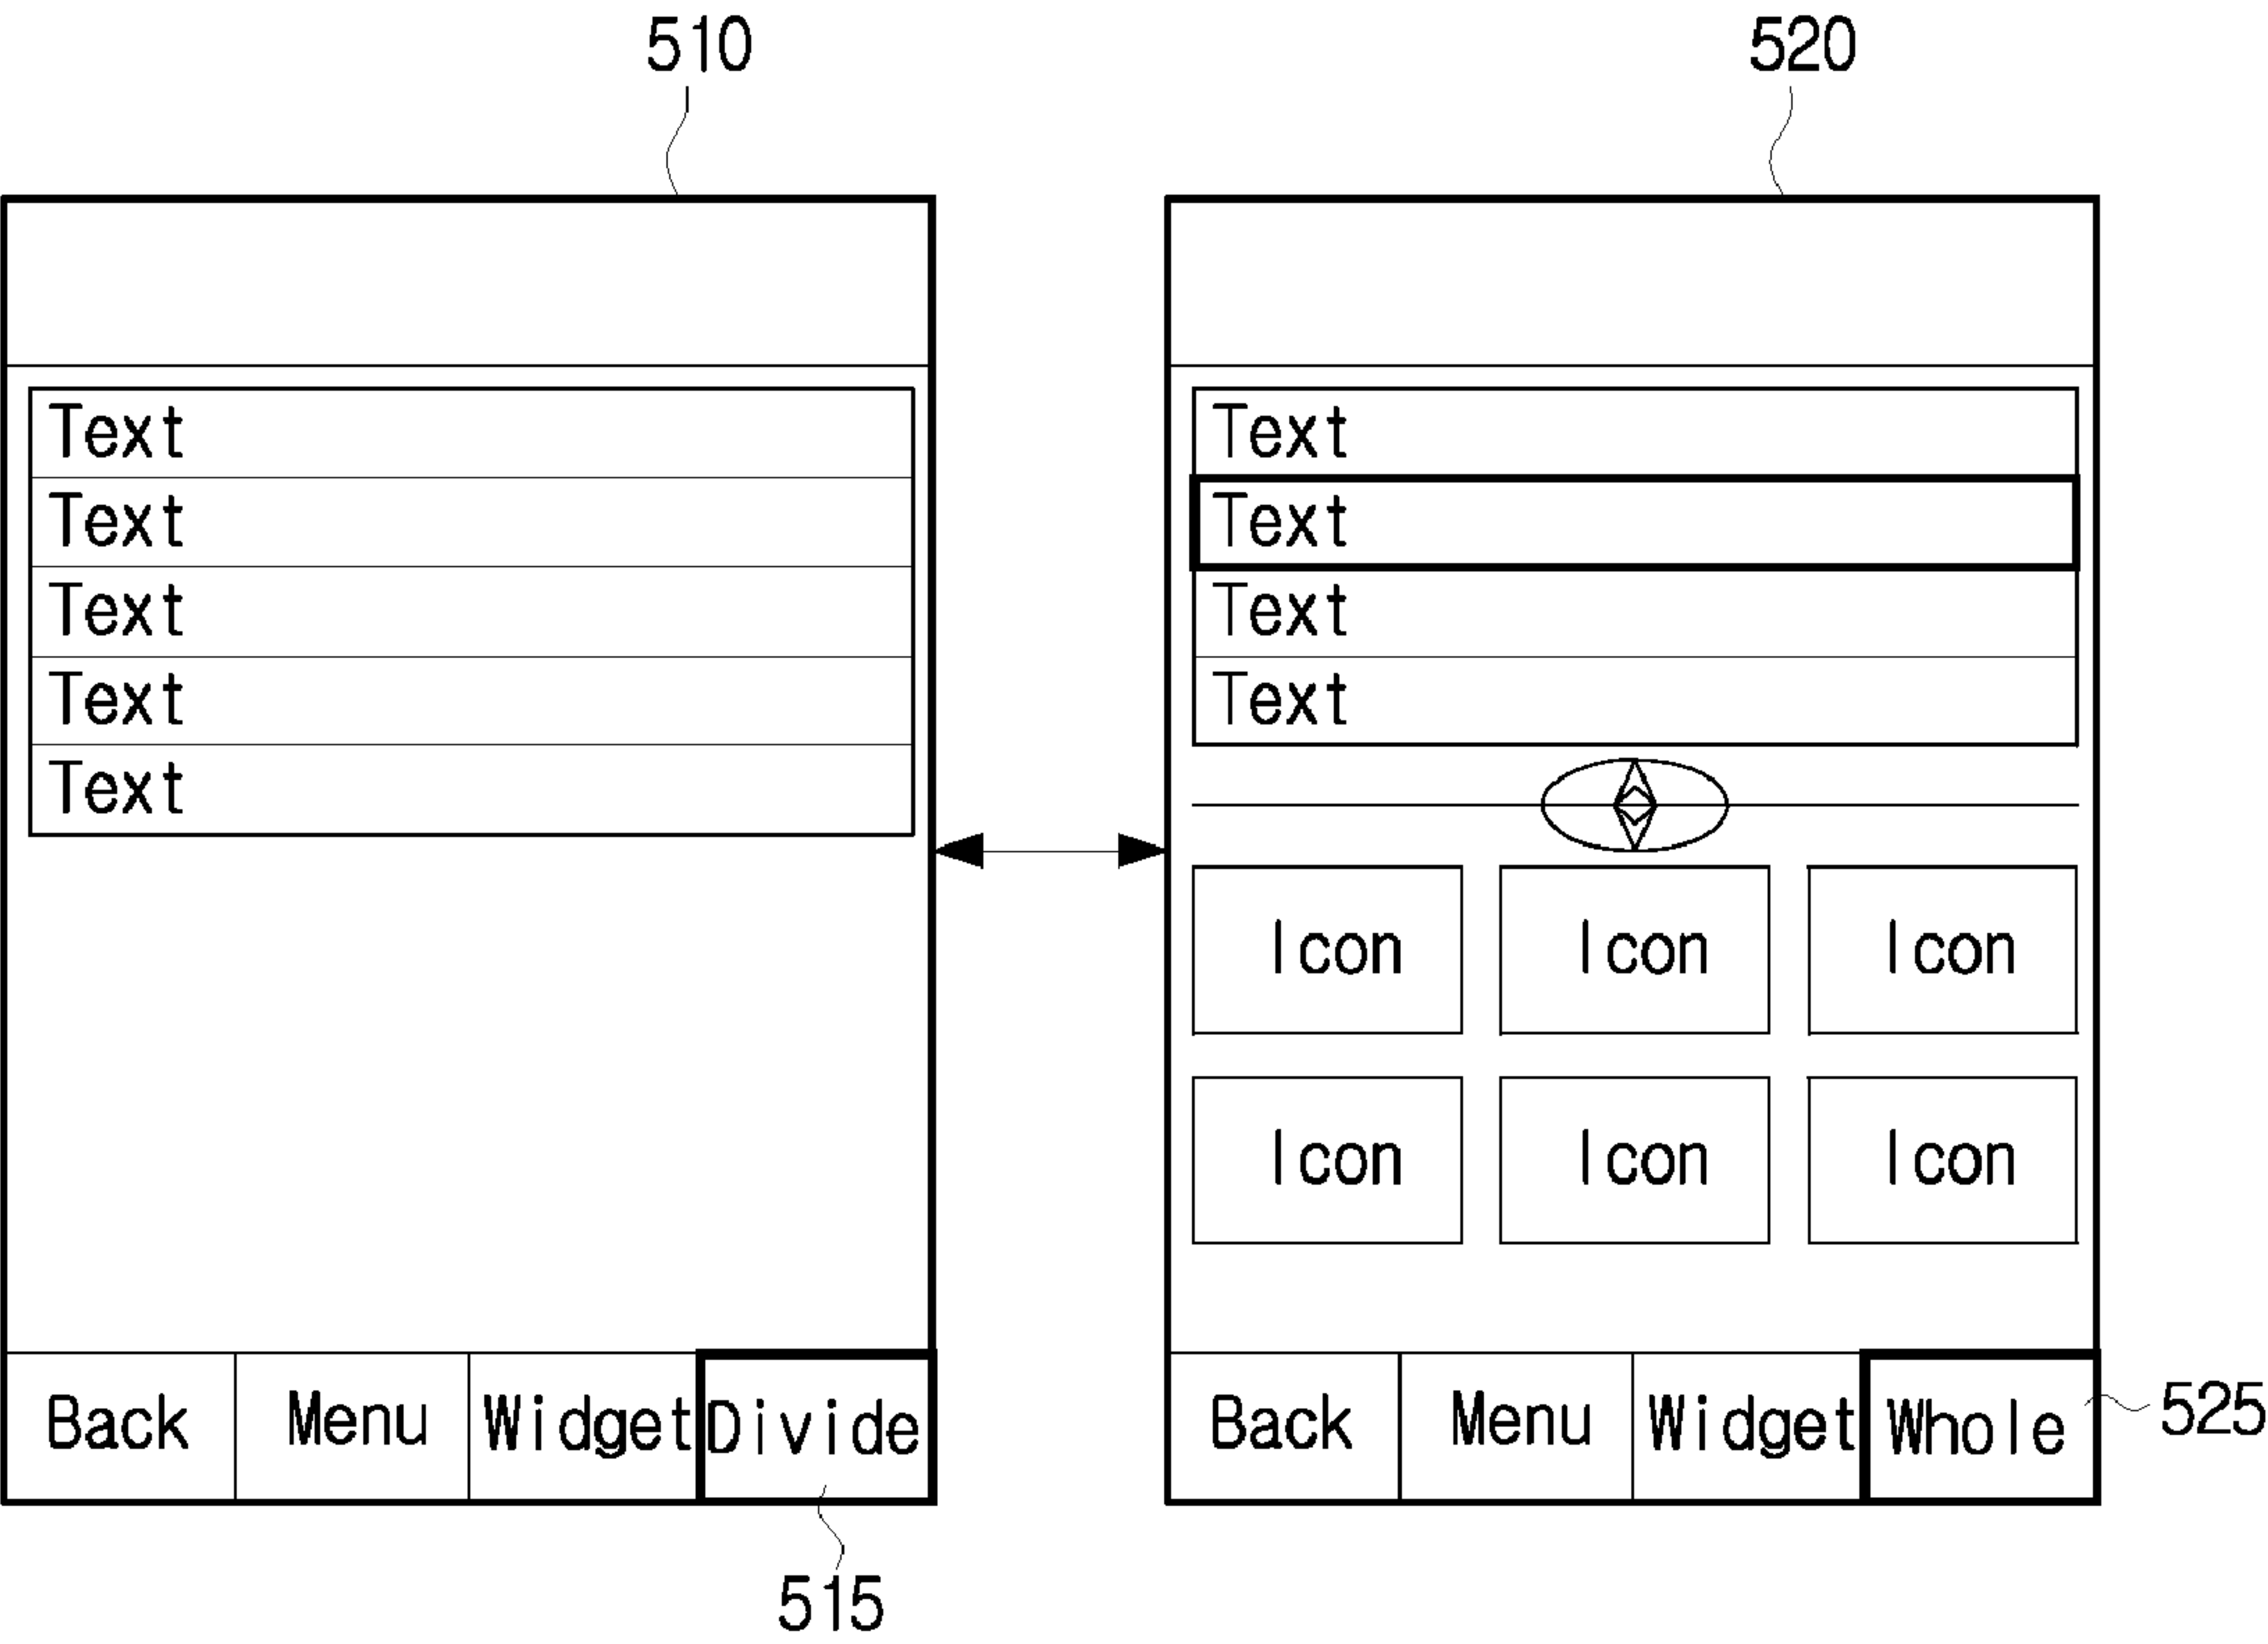 510
520
Text
Text
Text
Text
Text
Back Menu Widget Divide
515
Text
Text
Text
Text
Icon Icon Icon
Icon Icon Icon
Back Menu Widget Whole
525